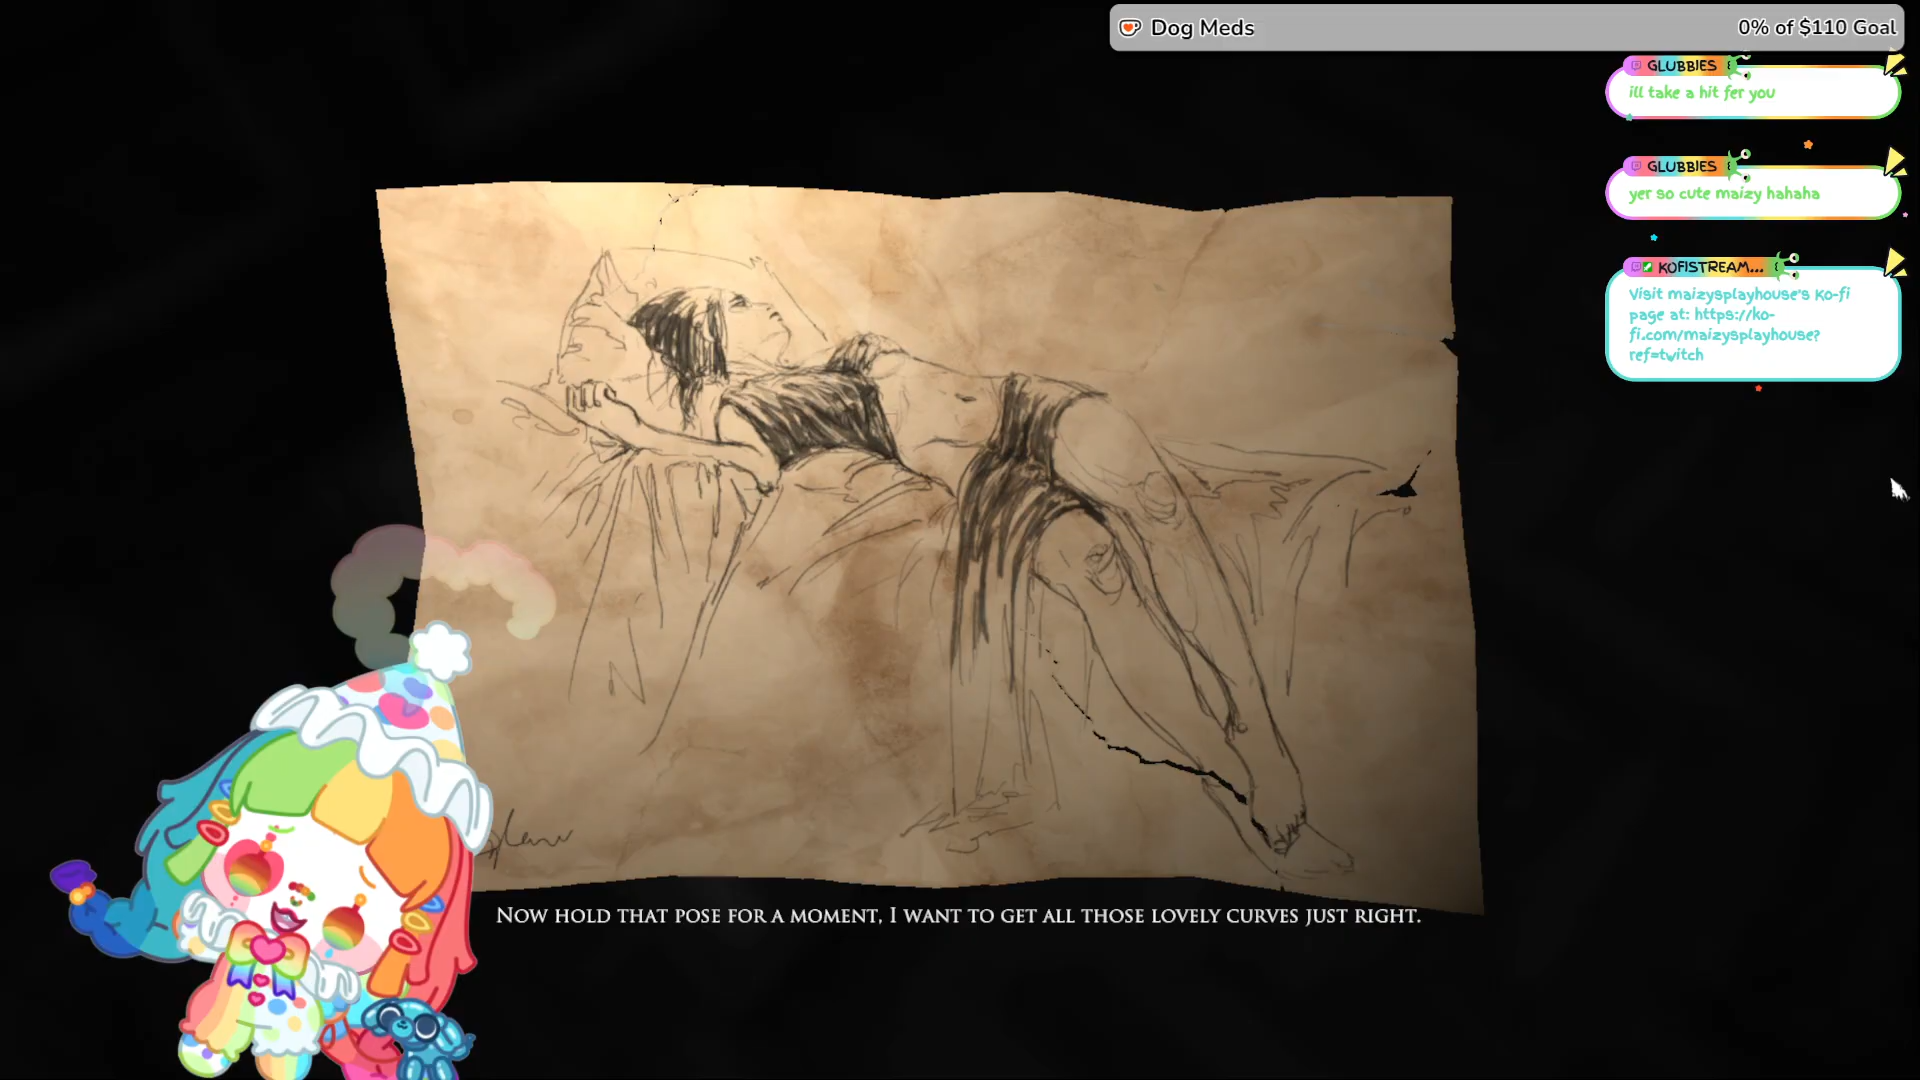 Dog Meds
0% of $110 Goal
GLUBBIES
ill take a hit fer you
GLUBBIES
yer so cute maizy hahaha
KOFISTREAM...
Visit maizysplayhouse's Ko-fi
page at: https://ko-
fi.com/maizysplayhouse?
ref=twitch
NOW HOLD THAT POSE FOR A MOMENT, I WANT TO GET ALL THOSE LOVELY CURVES JUST RIGHT.